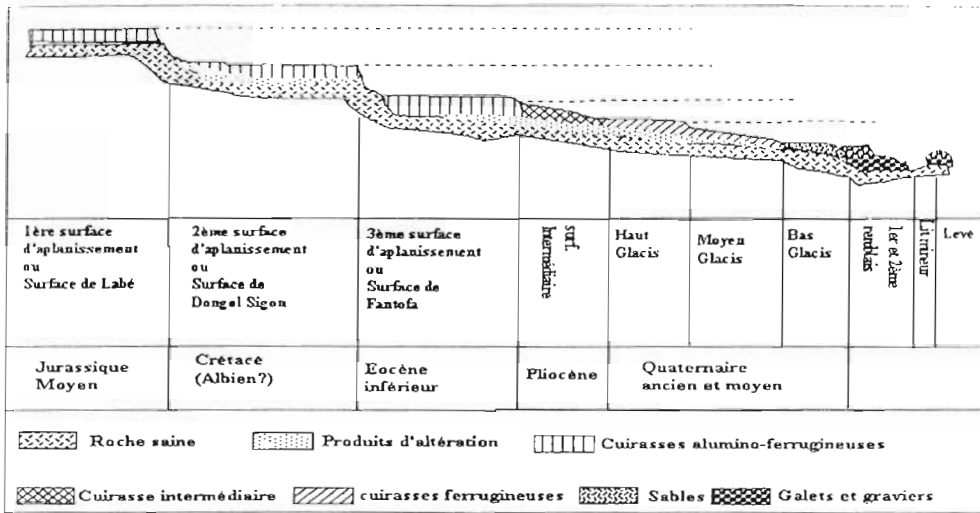 1ère surface
d'aplanissement
ou
Surface de Labé
2ème surface
d'aplanissement
ou
Surface de
Dongel Sigon
3ème surface
d'aplanissement
ou
Surface de
Fantofa
surf.
Intermédiaire
Haut
Glacis
Moyen
Glacis
Bas
Glacis
1er et 2ème
remblais
Lit mineur
Levé
Jurassique
Moyen
Crétacé
(Albien?)
Eocène
inférieur
Pliocène
Quaternaire
ancien et moyen
Roche saine
Produits d'altération
Cuirasses alumino-ferrugineuses
Cuirasse intermédiaire
cuirasses ferrugineuses
Sables
Galets et graviers